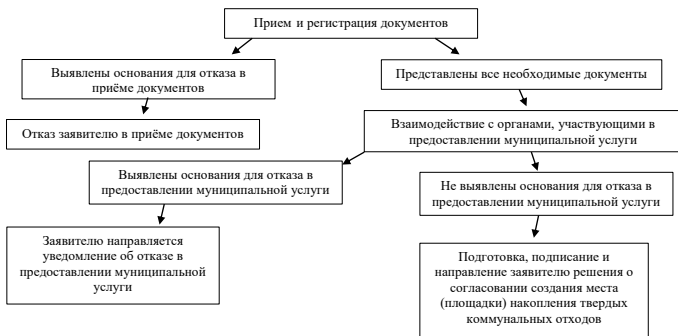 Прием и регистрация документов
Выявлены основания для отказа в
приёме документов
Представлены все необходимые документы
Отказ заявителю в приёме документов
Взаимодействие с органами, участвующими в
предоставлении муниципальной услуги
Выявлены основания для отказа в
предоставлении муниципальной услуги
Не выявлены основания для отказа в
предоставлении муниципальной услуги
Заявителю направляется
уведомление об отказе в
предоставлении муниципальной
услуги
Подготовка, подписание и
направление заявителю решения о
согласовании создания места
(площадки) накопления твердых
коммунальных отходов